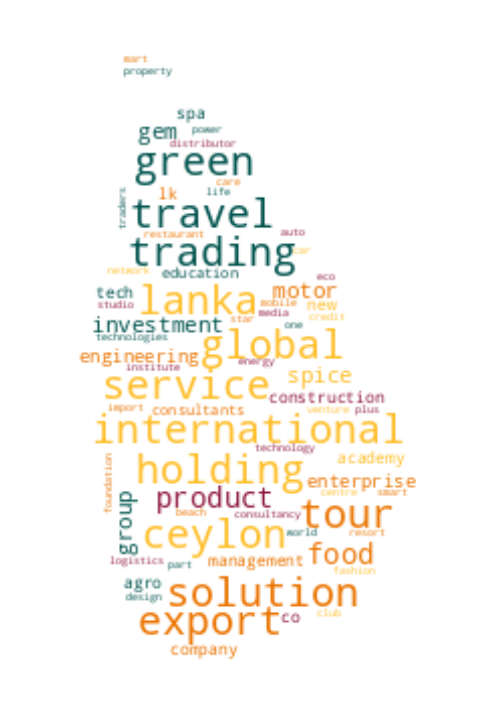 mart
property
spa
gem power
distributor
green
care
lk life
traders
travel
restaurant auto
trading car
network education eco
tech lanka motor
studio mobile new
media credit
investment star one
technologies
engineering global
institute energy
service spice
construction
import consultants venture plus
international
technology
holding academy
foundation
enterprise
product centre smart
group
beach consultancy tour
ceylon world resort
logistics part management food
fashion
agro solution
design
export co club
company